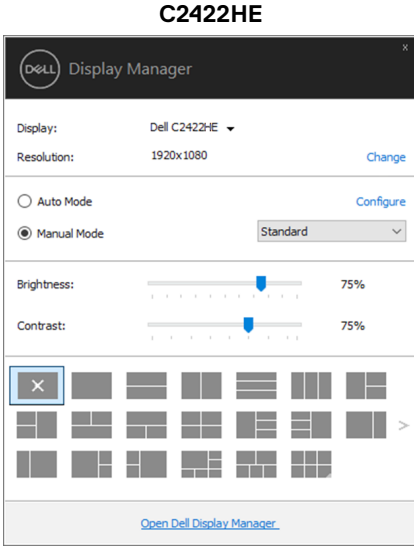 C2422HE
DELL Display Manager
Display: Dell C2422HE
Resolution: 1920x1080 Change
Auto Mode Configure
Manual Mode Standard
Brightness: 75%
Contrast: 75%
Open Dell Display Manager